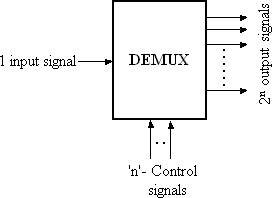 1 input signal
DEMUX
2ⁿ output signals
'n'- Control
signals